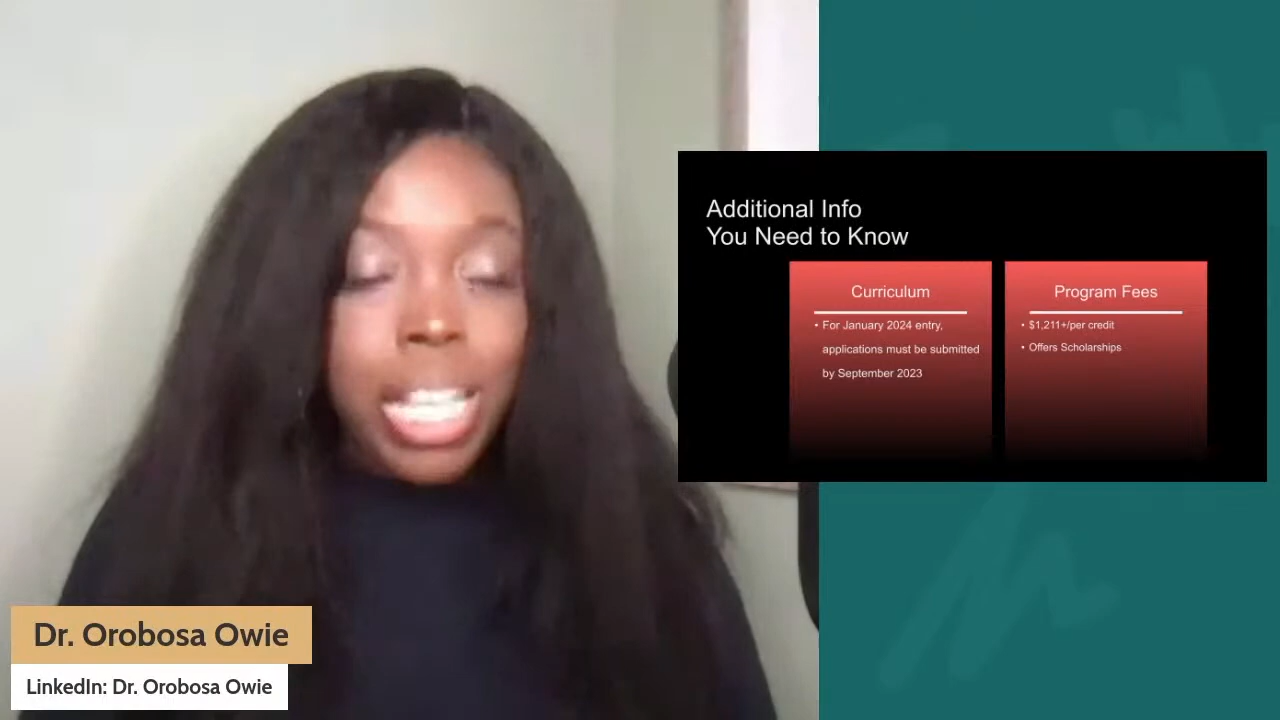 Additional Info
You Need to Know
Curriculum
• For January 2024 entry,
applications must be submitted
by September 2023
Program Fees
• $1,211+/per credit
• Offers Scholarships
Dr. Orobosa Owie
LinkedIn: Dr. Orobosa Owie